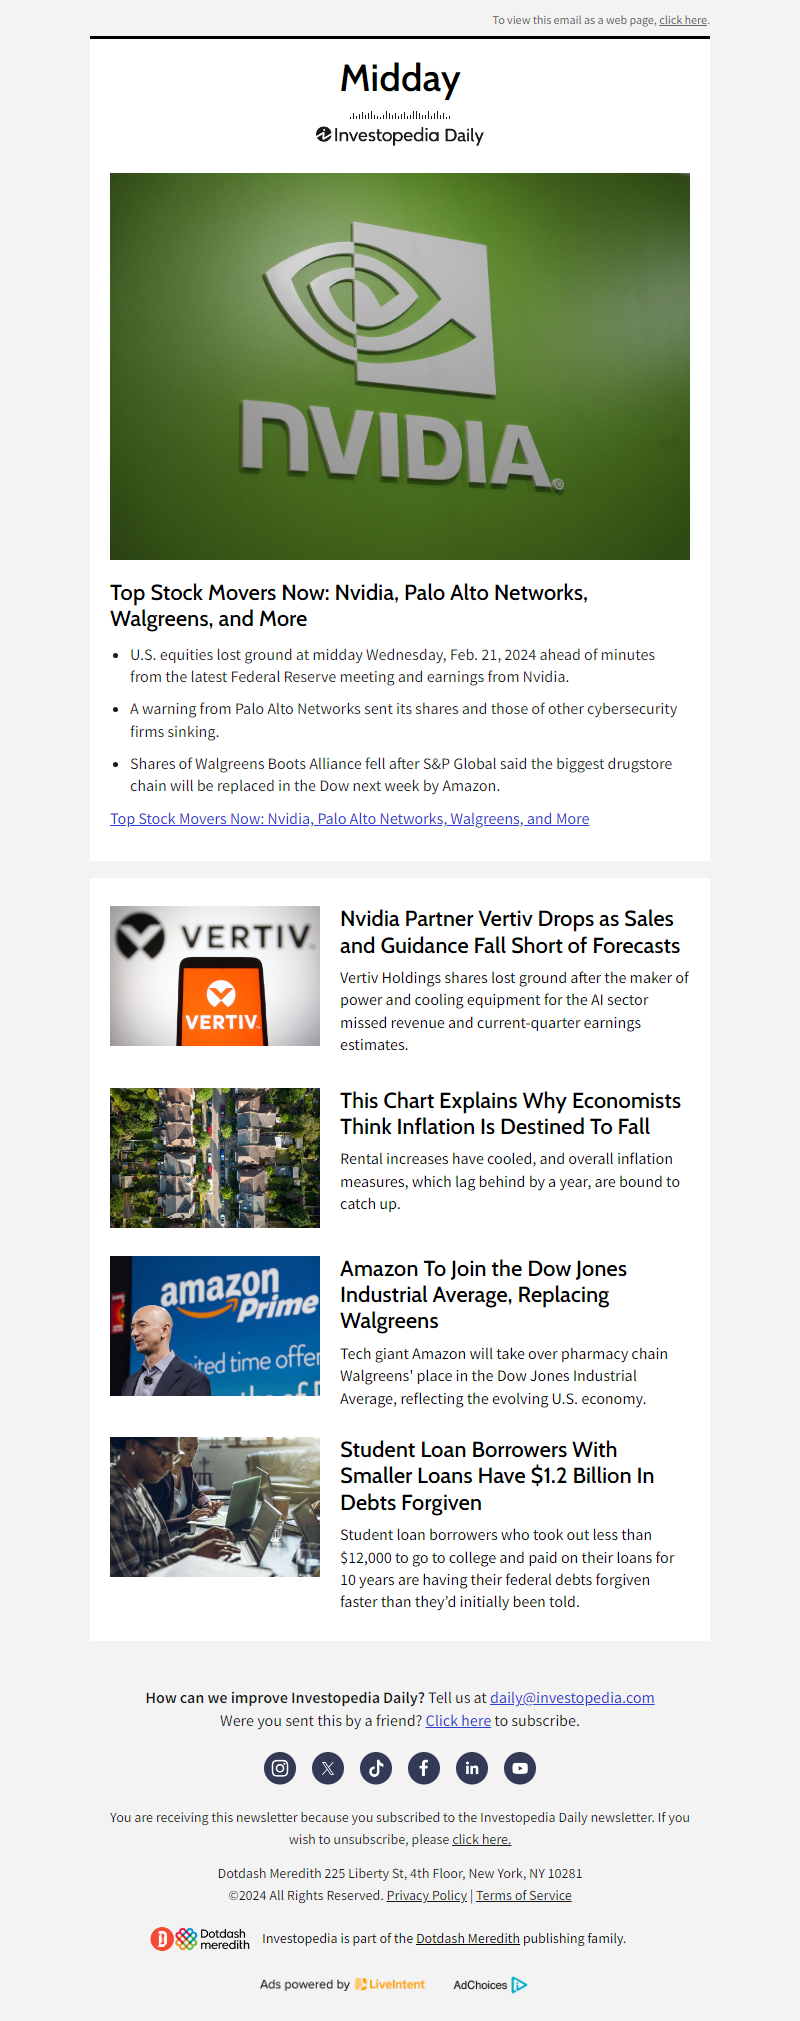 To view this email as a web page, click here.
Midday
Investopedia Daily
NVIDIA®
Top Stock Movers Now: Nvidia, Palo Alto Networks,
Walgreens, and More
• U.S. equities lost ground at midday Wednesday, Feb. 21, 2024 ahead of minutes
from the latest Federal Reserve meeting and earnings from Nvidia.
• A warning from Palo Alto Networks sent its shares and those of other cybersecurity
firms sinking.
• Shares of Walgreens Boots Alliance fell after S&P Global said the biggest drugstore
chain will be replaced in the Dow next week by Amazon.
Top Stock Movers Now: Nvidia, Palo Alto Networks, Walgreens, and More
VERTIV
VERTIV
Nvidia Partner Vertiv Drops as Sales
and Guidance Fall Short of Forecasts
Vertiv Holdings shares lost ground after the maker of
power and cooling equipment for the AI sector
missed revenue and current-quarter earnings
estimates.
This Chart Explains Why Economists
Think Inflation Is Destined To Fall
Rental increases have cooled, and overall inflation
measures, which lag behind by a year, are bound to
catch up.
amazon
Prime
ited time offer
Amazon To Join the Dow Jones
Industrial Average, Replacing
Walgreens
Tech giant Amazon will take over pharmacy chain
Walgreens' place in the Dow Jones Industrial
Average, reflecting the evolving U.S. economy.
Student Loan Borrowers With
Smaller Loans Have $1.2 Billion In
Debts Forgiven
Student loan borrowers who took out less than
$12,000 to go to college and paid on their loans for
10 years are having their federal debts forgiven
faster than they’d initially been told.
How can we improve Investopedia Daily? Tell us at daily@investopedia.com
Were you sent this by a friend? Click here to subscribe.
You are receiving this newsletter because you subscribed to the Investopedia Daily newsletter. If you
wish to unsubscribe, please click here.
Dotdash Meredith 225 Liberty St, 4th Floor, New York, NY 10281
©2024 All Rights Reserved. Privacy Policy | Terms of Service
Dotdash
meredith
Investopedia is part of the Dotdash Meredith publishing family.
Ads powered by LiveIntent
AdChoices